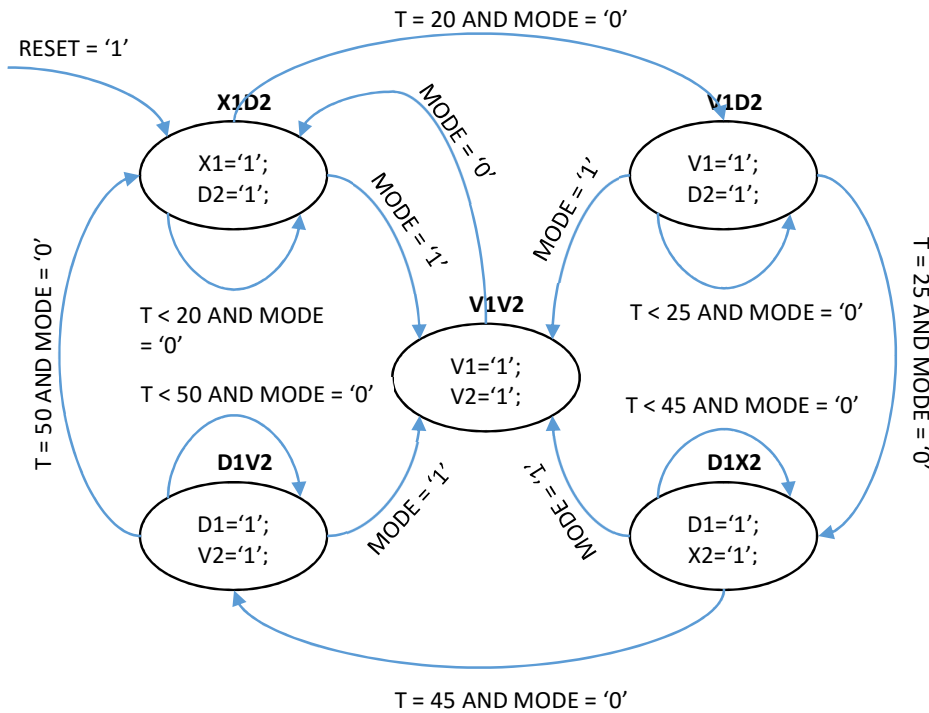 T = 20 AND MODE = ‘0’
RESET = ‘1’
X1D2
X1=‘1’;
D2=‘1’;
MODE = ‘0’
V1D2
V1=‘1’;
D2=‘1’;
MODE = ‘1’
MODE = ‘1’
T < 20 AND MODE
= ‘0’
T < 25 AND MODE = ‘0’
T = 25 AND MODE = ‘0’
T = 50 AND MODE = ‘0’
V1V2
V1=‘1’;
V2=‘1’;
T < 50 AND MODE = ‘0’
T < 45 AND MODE = ‘0’
D1V2
D1=‘1’;
V2=‘1’;
MODE = ‘1’
MODE = ‘1’
D1X2
D1=‘1’;
X2=‘1’;
T = 45 AND MODE = ‘0’